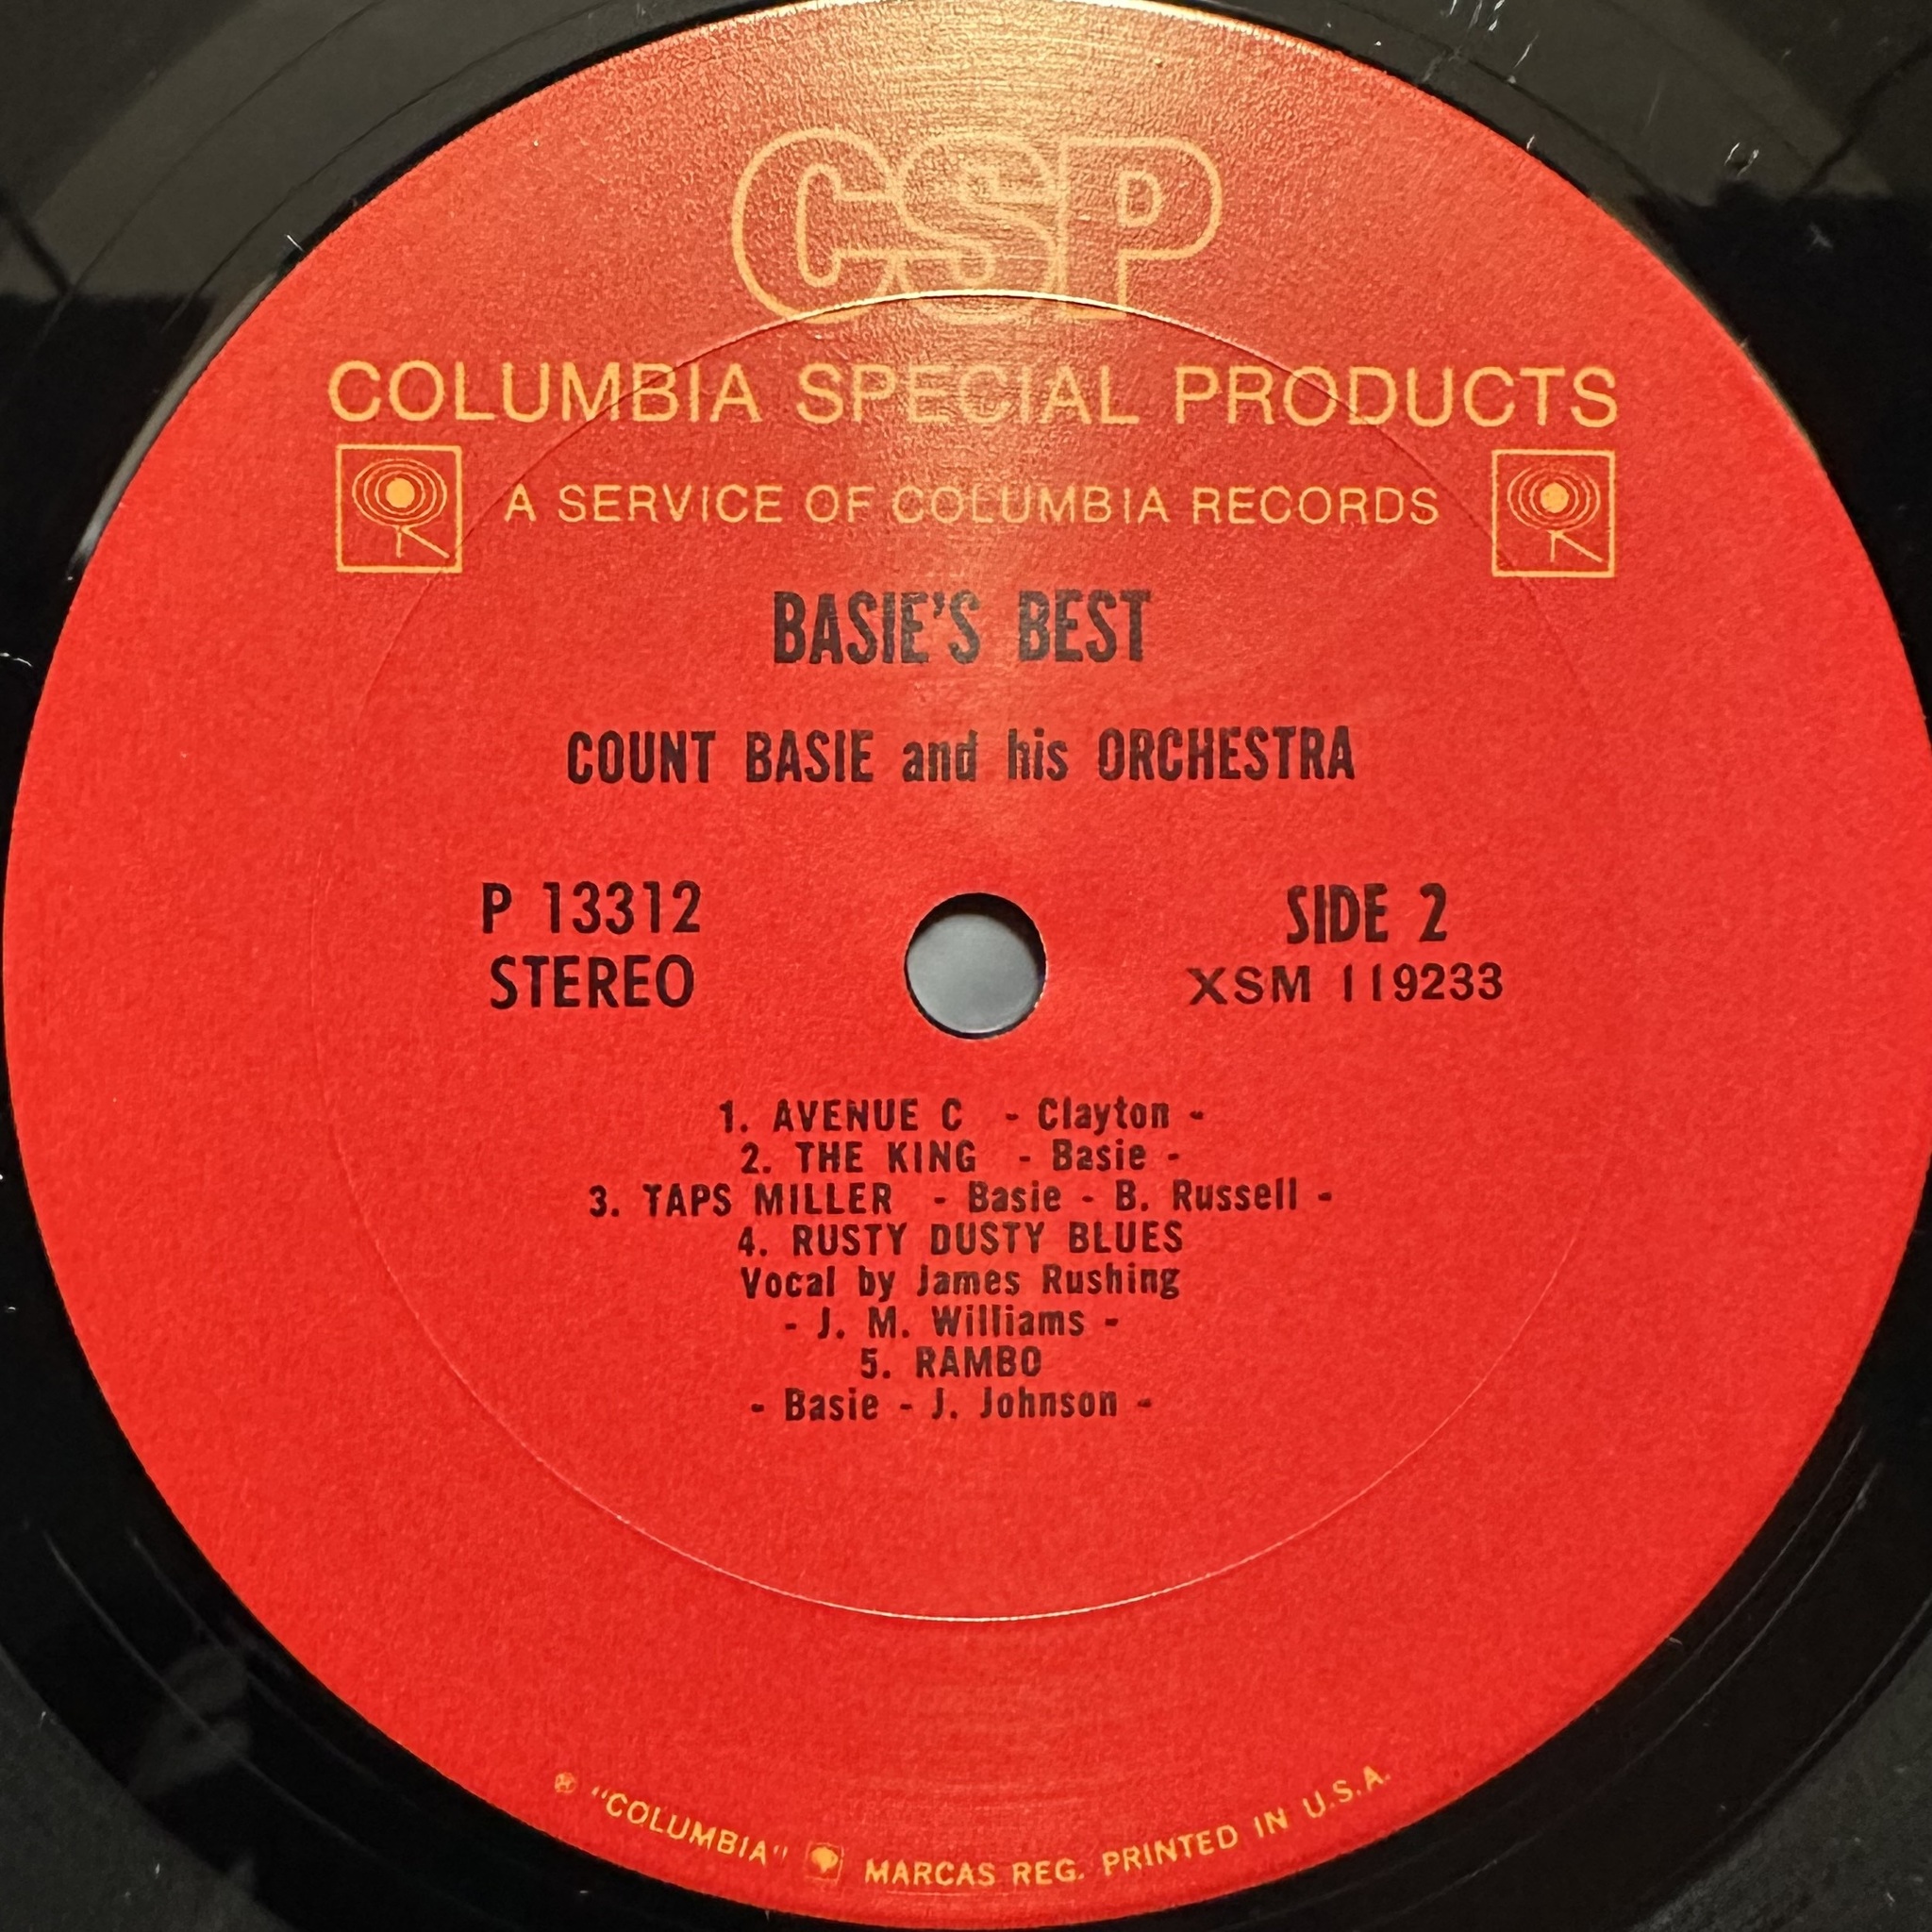 CSP
COLUMBIA SPECIAL PRODUCTS
A SERVICE OF COLUMBIA RECORDS
BASIE'S BEST
COUNT BASIE and his ORCHESTRA
P 13312
STEREO
SIDE 2
XSM 119233
1. AVENUE C - Clayton -
2. THE KING - Basie -
3. TAPS MILLER - Basie - B. Russell -
4. RUSTY DUSTY BLUES
Vocal by James Rushing
- J. M. Williams -
5. RAMBO
- Basie - J. Johnson -
® "COLUMBIA" MARCAS REG. PRINTED IN U.S.A.